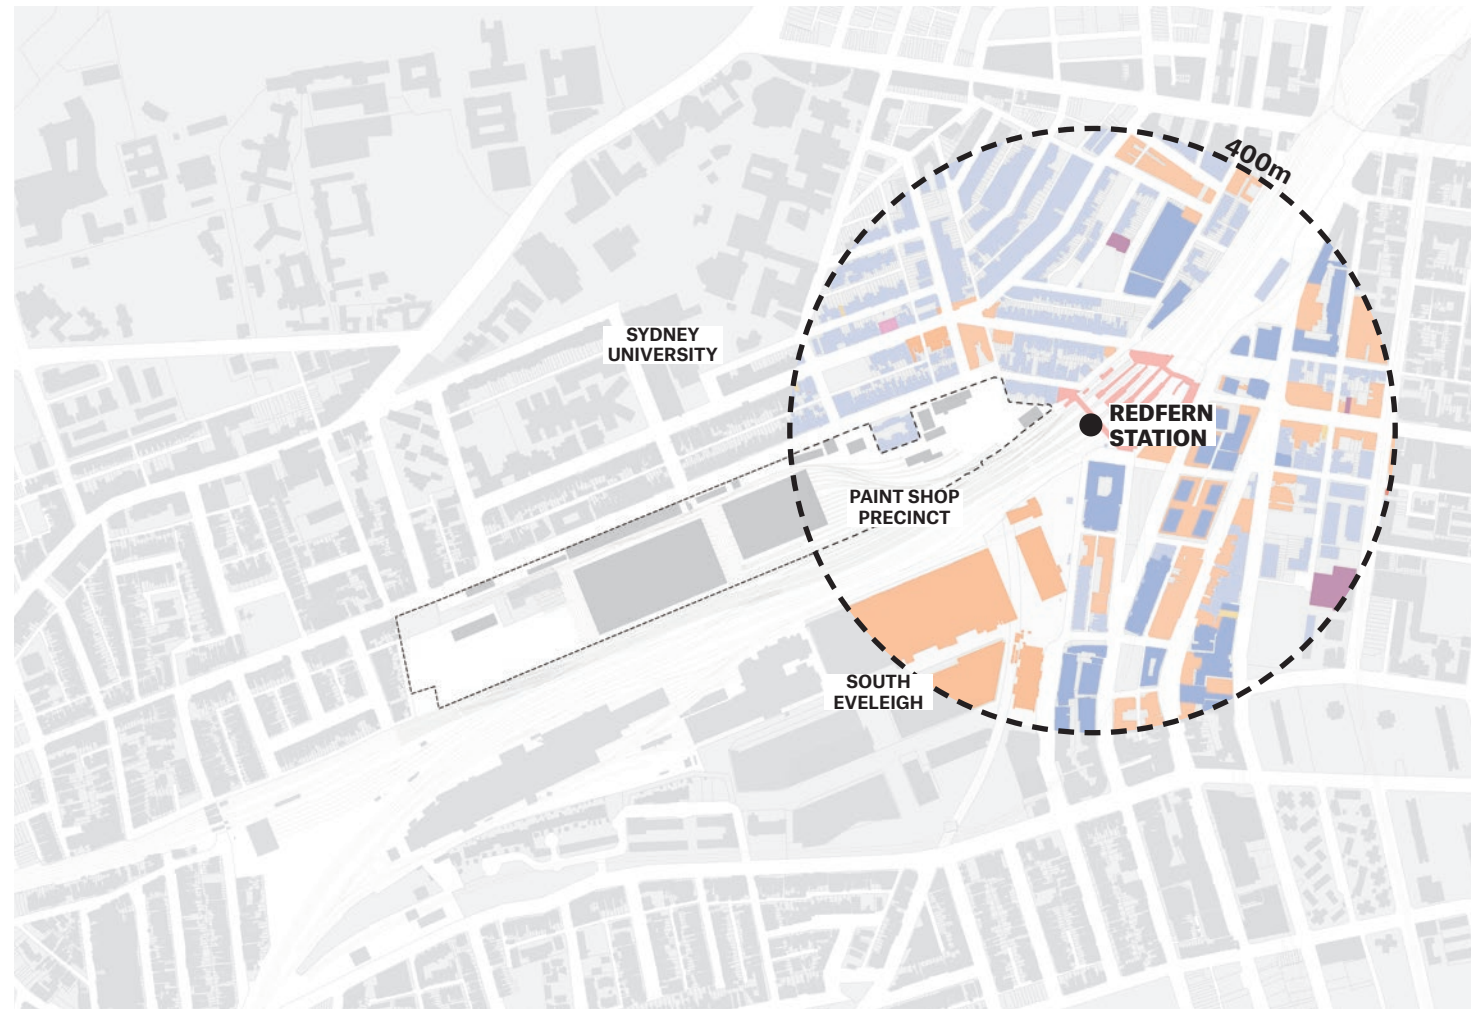 400m
SYDNEY
UNIVERSITY
REDFERN
STATION
PAINT SHOP
PRECINCT
SOUTH
EVELEIGH